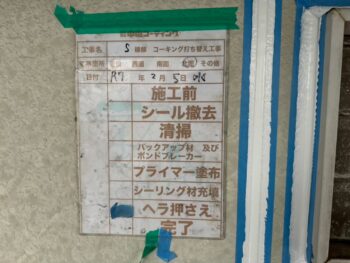 工事名 S様邸 コーキング打ち替え工事
日付 R7 年 3月 5日
施工前
シール撤去
清掃
バックアップ材 及び
ボンドブレーカー
プライマー塗布
シーリング材充填
ヘラ押さえ
完了